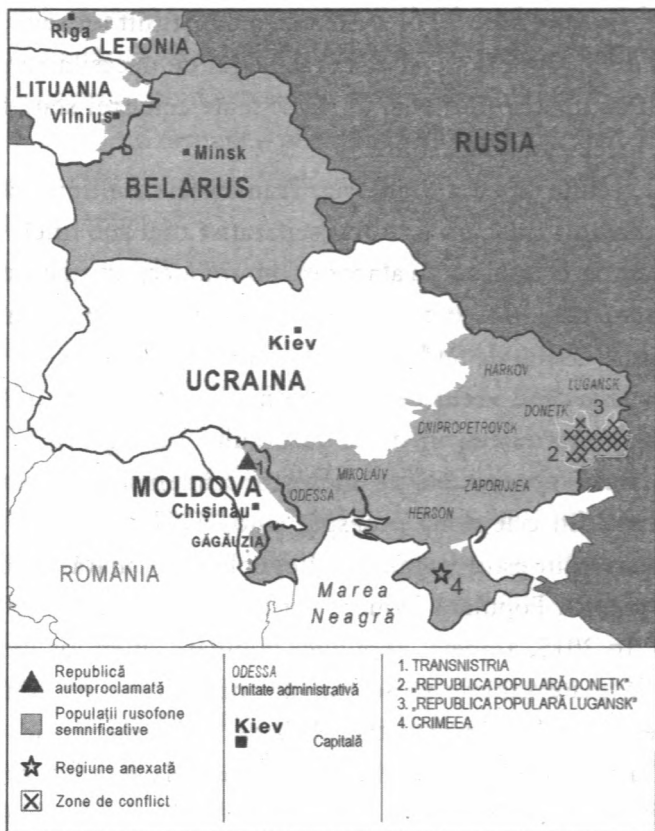 Riga
LETONIA
LITUANIA
Vilnius
Minsk
BELARUS
RUSIA
Kiev
UCRAINA
HARKOV
LUGANSK
DONEȚK
3
DNIPROPETROVSK
2
1
MOLDOVA
MIKOLAIV
ODESSA
ZAPORIJJEA
Chișinău
HERSON
GĂGĂUZIA
ROMÂNIA
4
Marea
Neagră
Republică
autoproclamată
Populații rusofone
semnificative
Regiune anexată
Zone de conflict
ODESSA
Unitate administrativă
Kiev
Capitală
1. TRANSNISTRIA
2. „REPUBLICA POPULARĂ DONEȚK"
3. „REPUBLICA POPULARĂ LUGANSK"
4. CRIMEEA